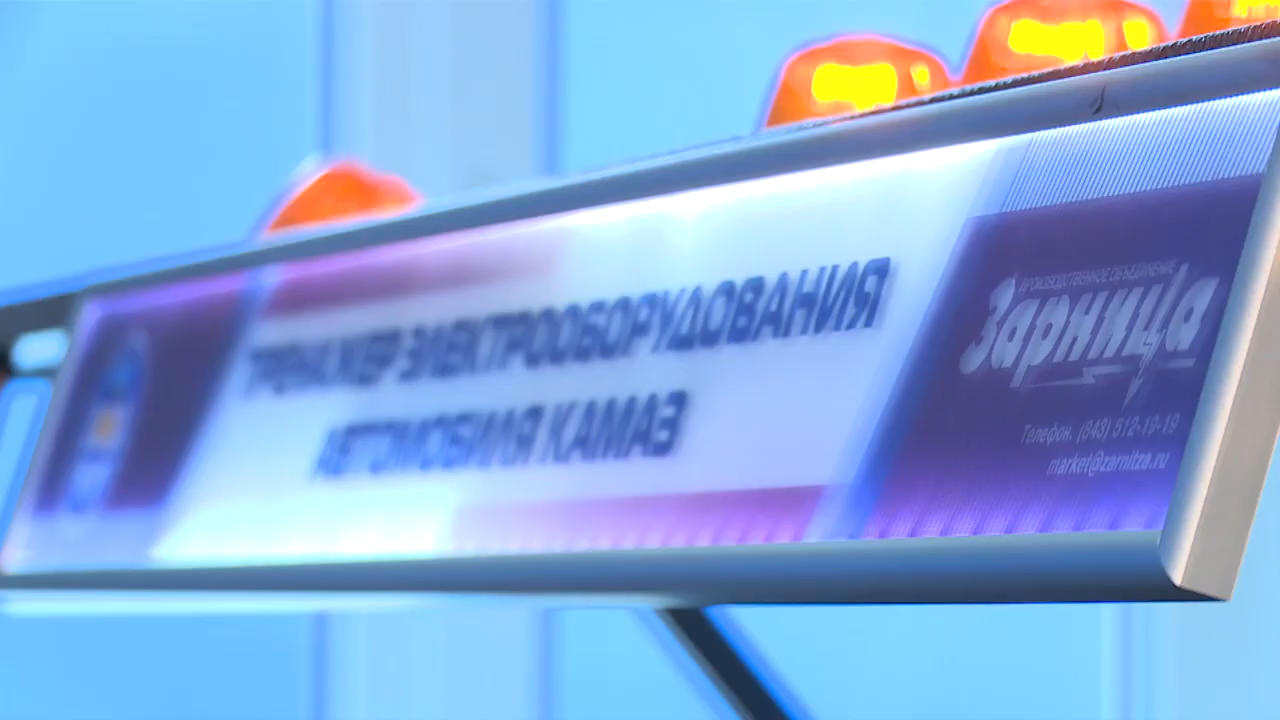 ТРЕНАЖЕР ЭЛЕКТРООБОРУДОВАНИЯ
АВТОМОБИЛЯ КАМАЗ
ПРОИЗВОДСТВЕННОЕ ОБЪЕДИНЕНИЕ
Зарница
Телефон. (843) 512-19-19
market@zarnitza.ru